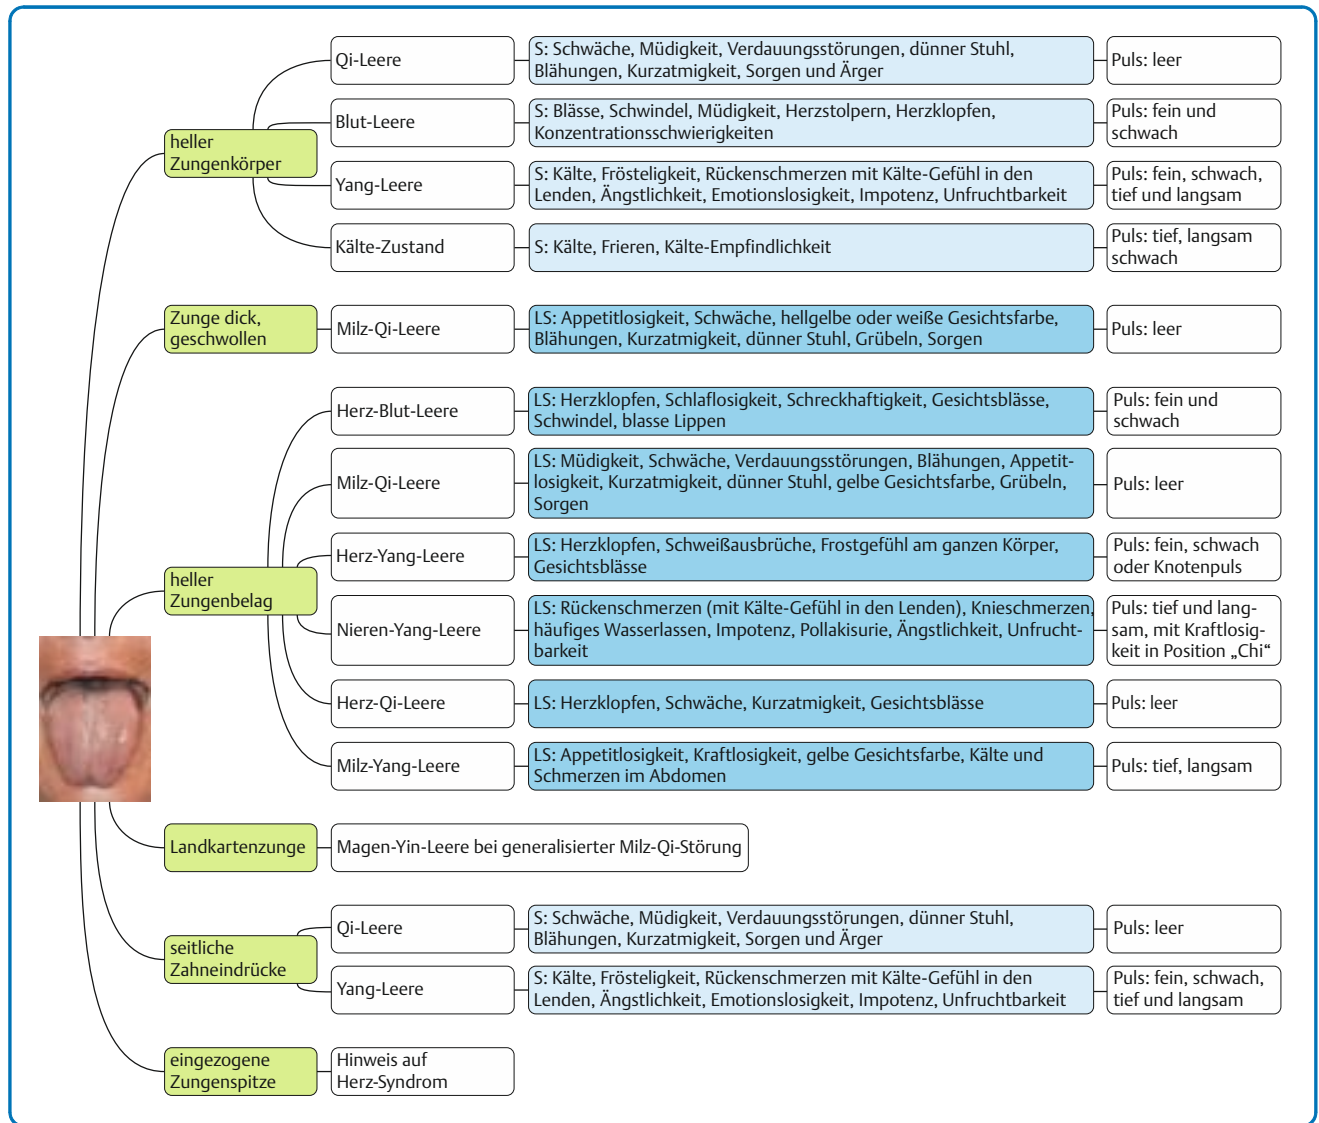 Qi-Leere
S: Schwäche, Müdigkeit, Verdauungsstörungen, dünner Stuhl,
Blähungen, Kurzatmigkeit, Sorgen und Ärger
Puls: leer
heller
Zungenkörper
Blut-Leere
S: Blässe, Schwindel, Müdigkeit, Herzstolpern, Herzklopfen,
Konzentrationsschwierigkeiten
Puls: fein und
schwach
Yang-Leere
S: Kälte, Frösteligkeit, Rückenschmerzen mit Kälte-Gefühl in den
Lenden, Ängstlichkeit, Emotionslosigkeit, Impotenz, Unfruchtbarkeit
Puls: fein, schwach,
tief und langsam
Kälte-Zustand
S: Kälte, Frieren, Kälte-Empfindlichkeit
Puls: tief, langsam
schwach
Zunge dick,
geschwollen
Milz-Qi-Leere
LS: Appetitlosigkeit, Schwäche, hellgelbe oder weiße Gesichtsfarbe,
Blähungen, Kurzatmigkeit, dünner Stuhl, Grübeln, Sorgen
Puls: leer
heller
Zungenbelag
Herz-Blut-Leere
LS: Herzklopfen, Schlaflosigkeit, Schreckhaftigkeit, Gesichtsblässe,
Schwindel, blasse Lippen
Puls: fein und
schwach
Milz-Qi-Leere
LS: Müdigkeit, Schwäche, Verdauungsstörungen, Blähungen, Appetit-
losigkeit, Kurzatmigkeit, dünner Stuhl, gelbe Gesichtsfarbe, Grübeln,
Sorgen
Puls: leer
Herz-Yang-Leere
LS: Herzklopfen, Schweißausbrüche, Frostgefühl am ganzen Körper,
Gesichtsblässe
Puls: fein, schwach
oder Knotenpuls
Nieren-Yang-Leere
LS: Rückenschmerzen (mit Kälte-Gefühl in den Lenden), Knieschmerzen,
häufiges Wasserlassen, Impotenz, Pollakisurie, Ängstlichkeit, Unfrucht-
barkeit
Puls: tief und lang-
sam, mit Kraftlosig-
keit in Position „Chi“
Herz-Qi-Leere
LS: Herzklopfen, Schwäche, Kurzatmigkeit, Gesichtsblässe
Puls: leer
Milz-Yang-Leere
LS: Appetitlosigkeit, Kraftlosigkeit, gelbe Gesichtsfarbe, Kälte und
Schmerzen im Abdomen
Puls: tief, langsam
Landkartenzunge
Magen-Yin-Leere bei generalisierter Milz-Qi-Störung
seitliche
Zahneindrücke
Qi-Leere
S: Schwäche, Müdigkeit, Verdauungsstörungen, dünner Stuhl,
Blähungen, Kurzatmigkeit, Sorgen und Ärger
Puls: leer
Yang-Leere
S: Kälte, Frösteligkeit, Rückenschmerzen mit Kälte-Gefühl in den
Lenden, Ängstlichkeit, Emotionslosigkeit, Impotenz, Unfruchtbarkeit
Puls: fein, schwach,
tief und langsam
eingezogene
Zungenspitze
Hinweis auf
Herz-Syndrom